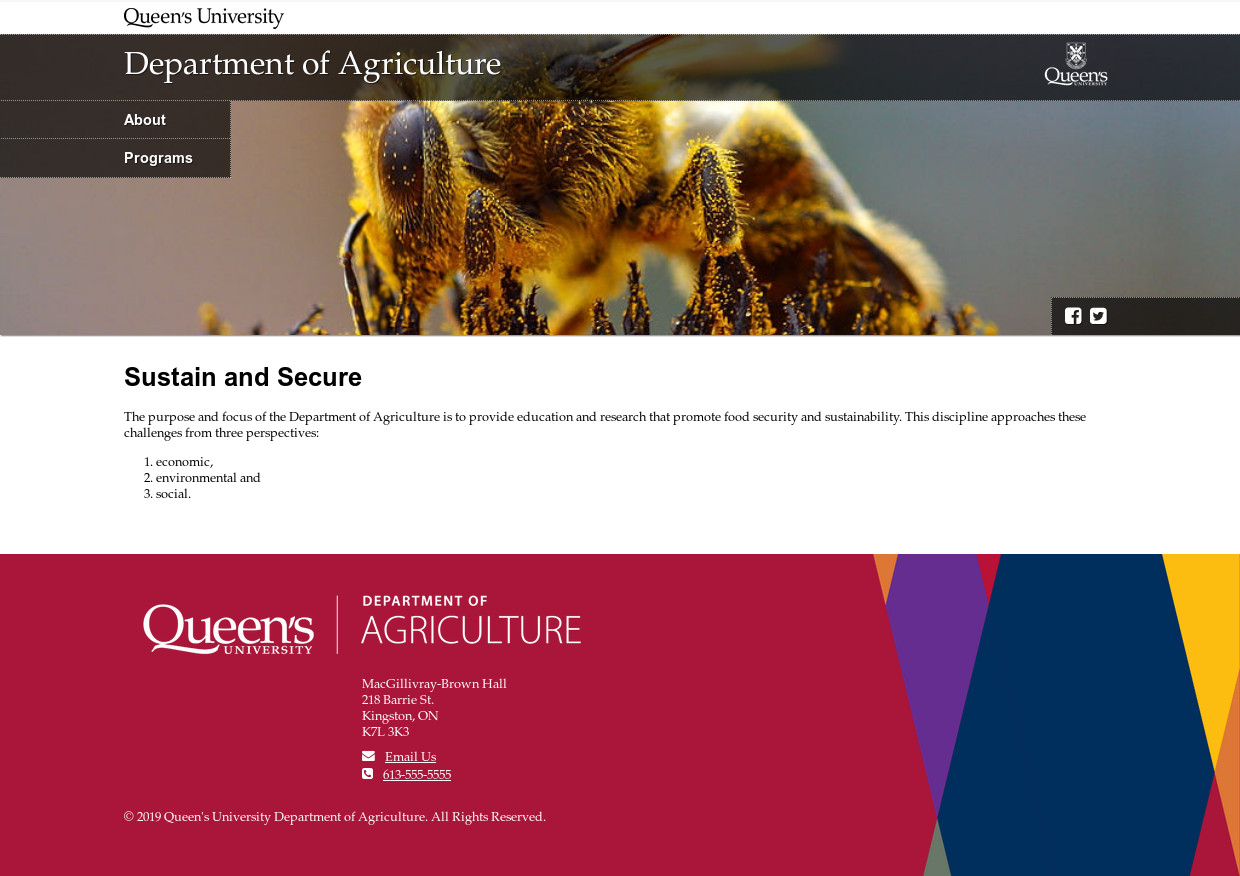 Queen's University
Department of Agriculture
Queen's
UNIVERSITY
About
Programs
Sustain and Secure
The purpose and focus of the Department of Agriculture is to provide education and research that promote food security and sustainability. This discipline approaches these
challenges from three perspectives:
1. economic,
2. environmental and
3. social.
Queen's
UNIVERSITY
DEPARTMENT OF
AGRICULTURE
MacGillivray-Brown Hall
218 Barrie St.
Kingston, ON
K7L 3K3
Email Us
613-555-5555
© 2019 Queen's University Department of Agriculture. All Rights Reserved.